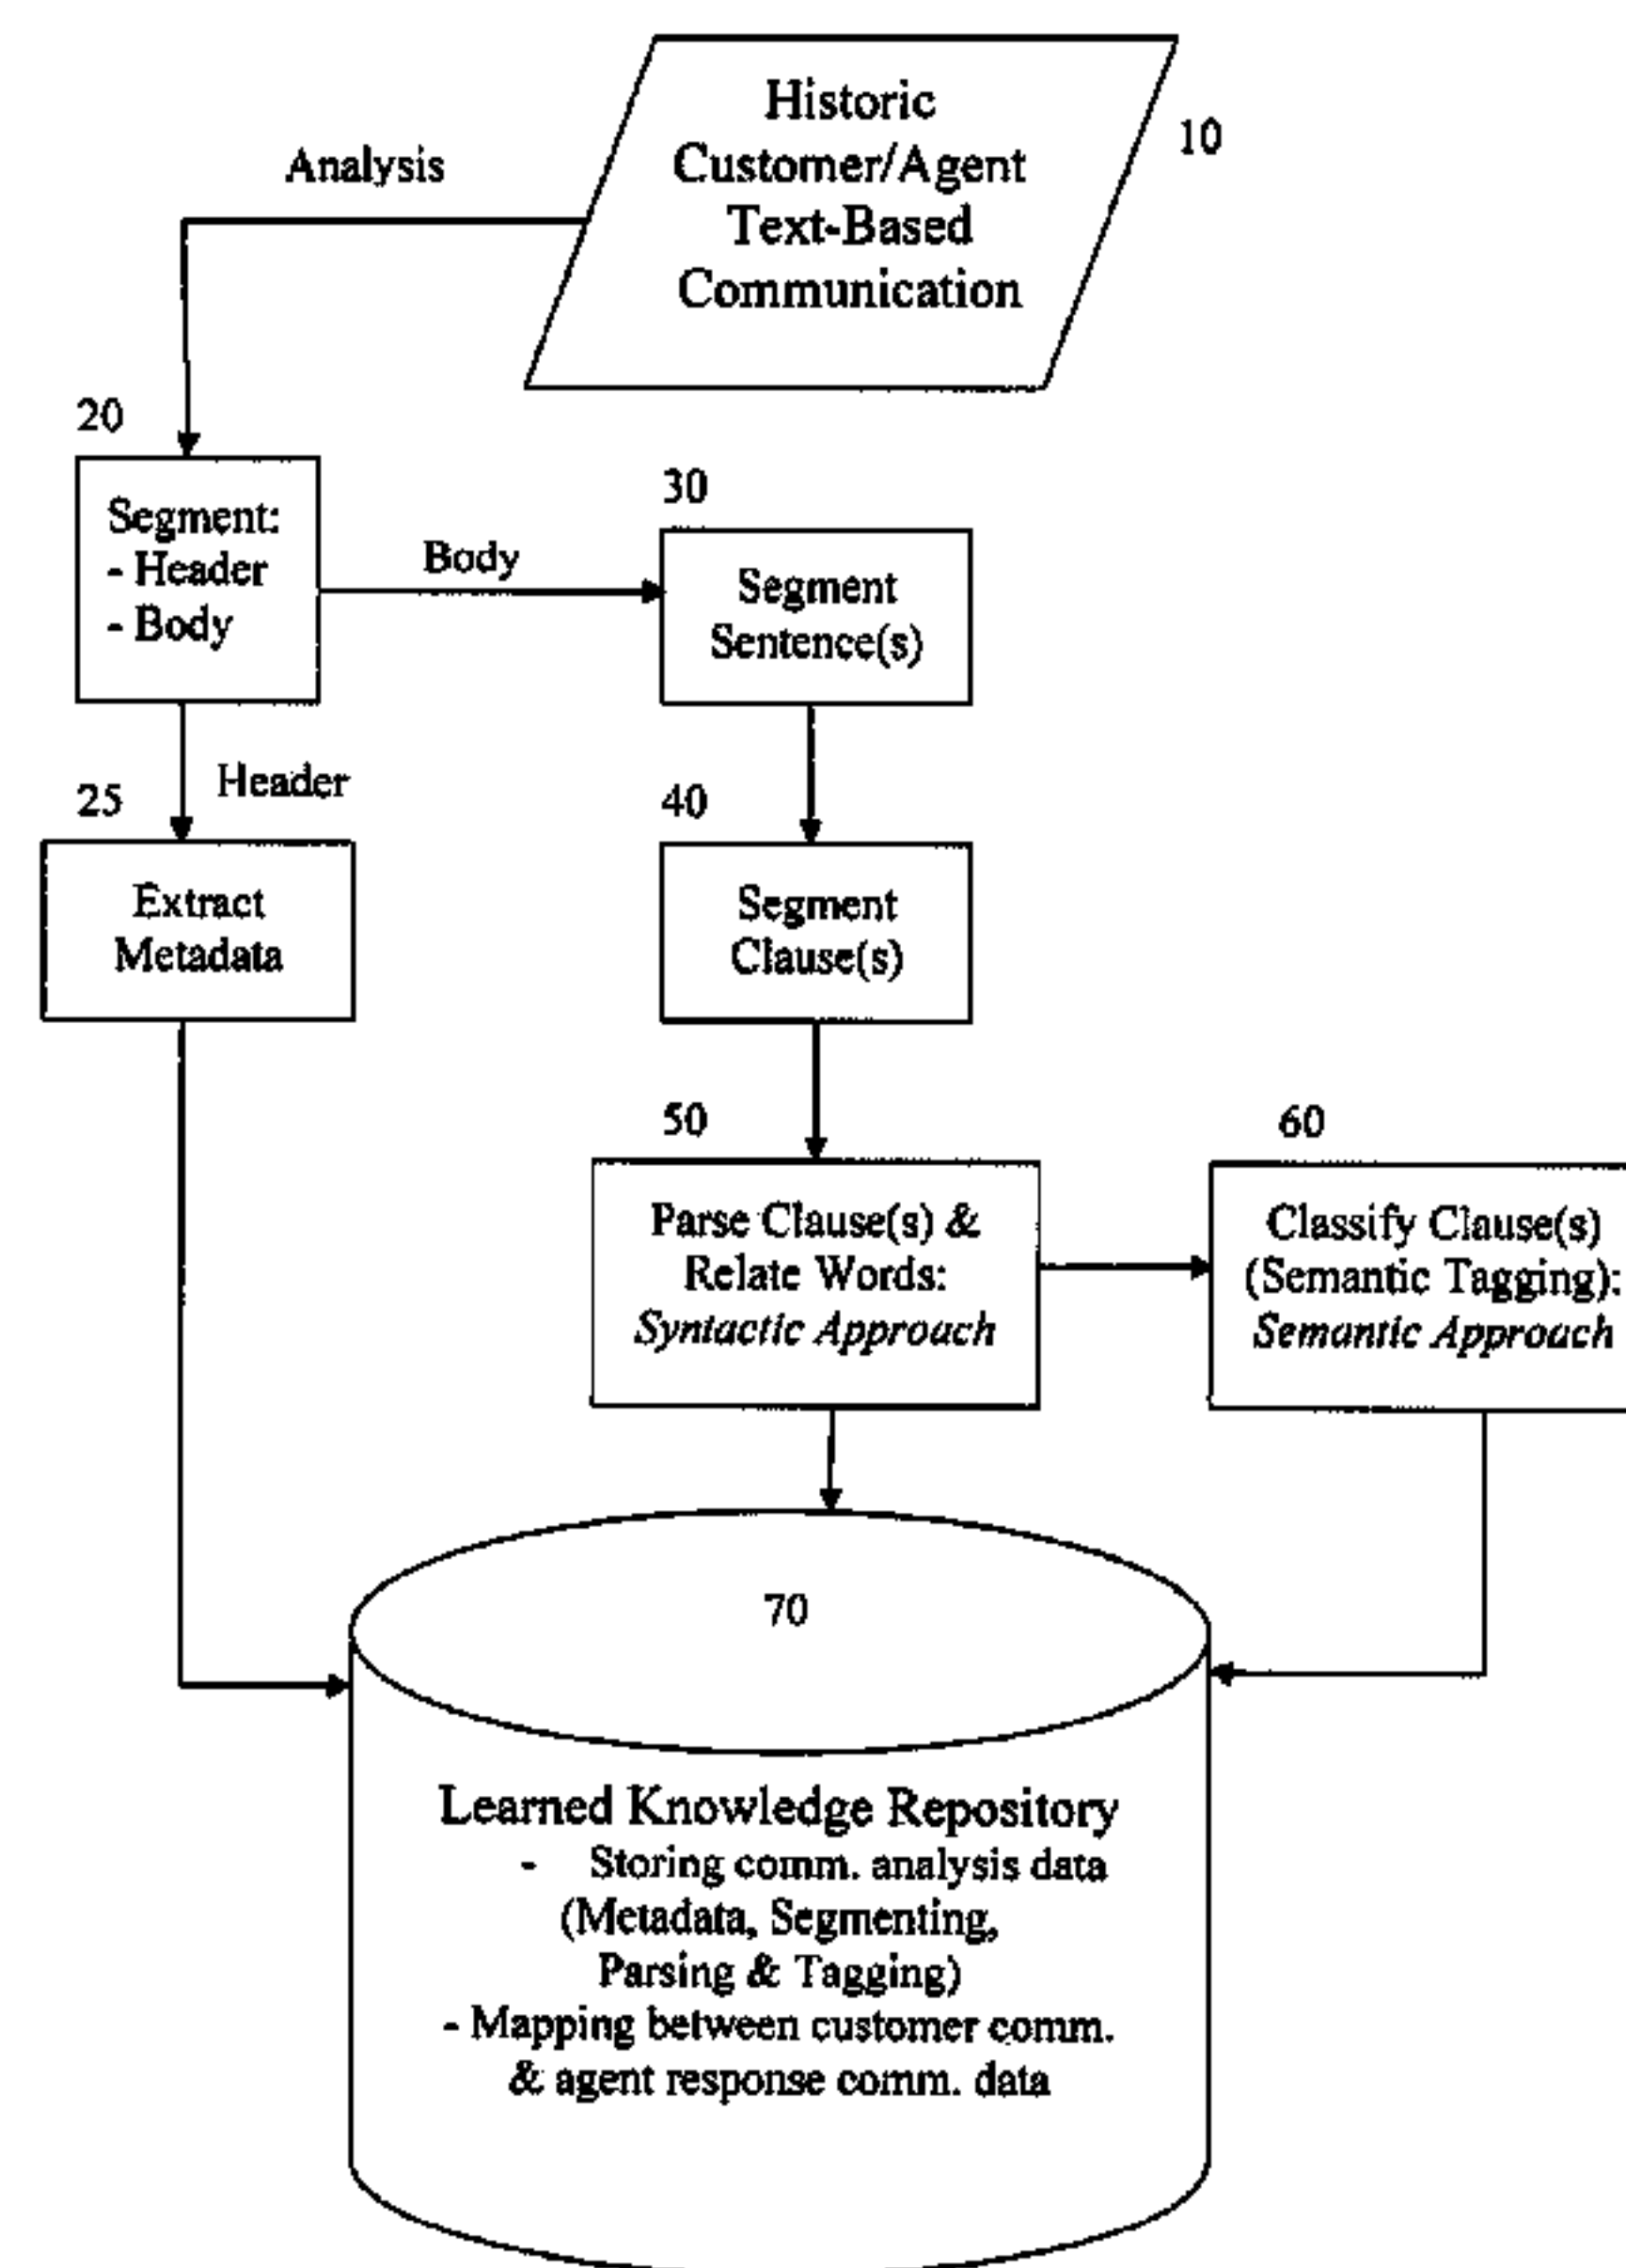 Historic
Customer/Agent
Text-Based
Communication
10
Analysis
20
Segment:
- Header
- Body
Body
30
Segment
Sentence(s)
Header
25
Extract
Metadata
40
Segment
Clause(s)
50
Parse Clause(s) &
Relate Words:
Syntactic Approach
60
Classify Clause(s)
(Semantic Tagging):
Semantic Approach
70
Learned Knowledge Repository
- Storing comm. analysis data
(Metadata, Segmenting,
Parsing & Tagging)
- Mapping between customer comm.
& agent response comm. data